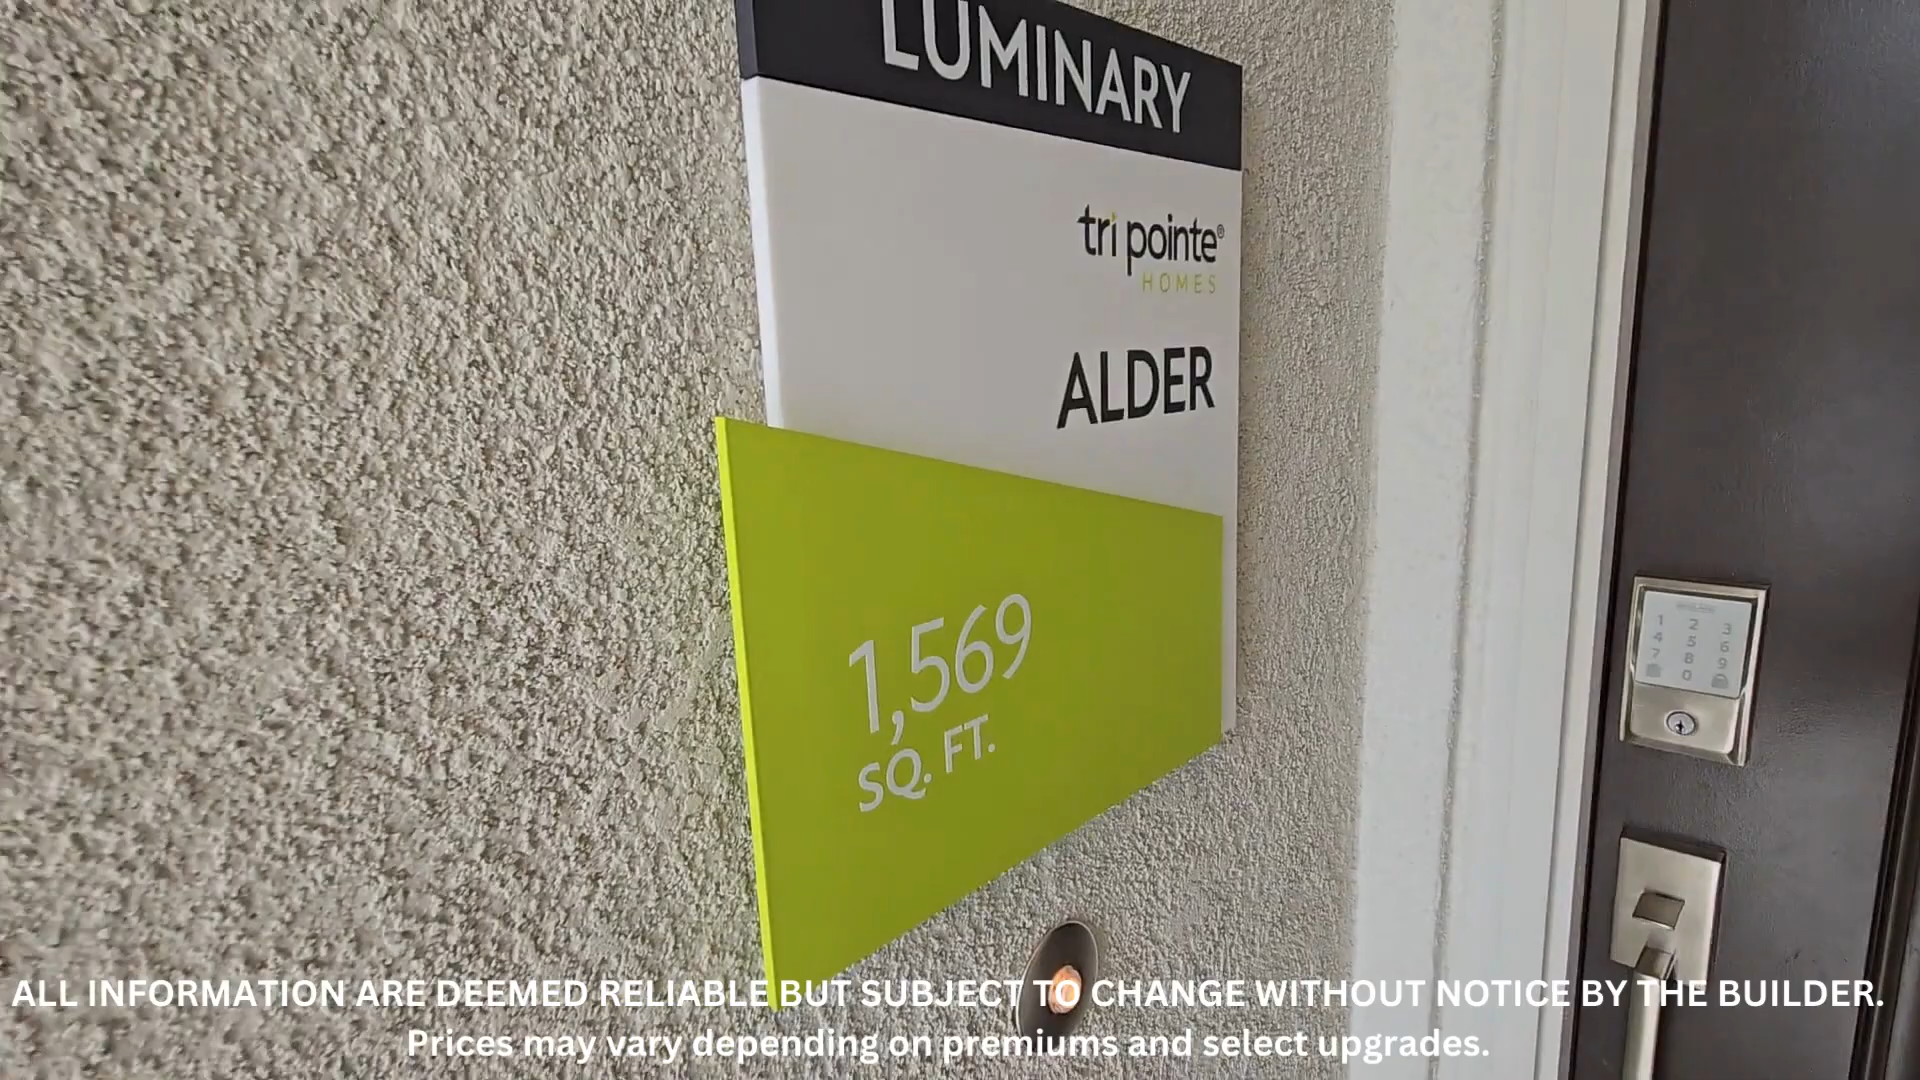 LUMINARY
tri pointe®
HOMES
ALDER
1,569
SQ. FT.
1 2 3
4 5 6
7 8 9
0
ALL INFORMATION ARE DEEMED RELIABLE BUT SUBJECT TO CHANGE WITHOUT NOTICE BY THE BUILDER.
Prices may vary depending on premiums and select upgrades.